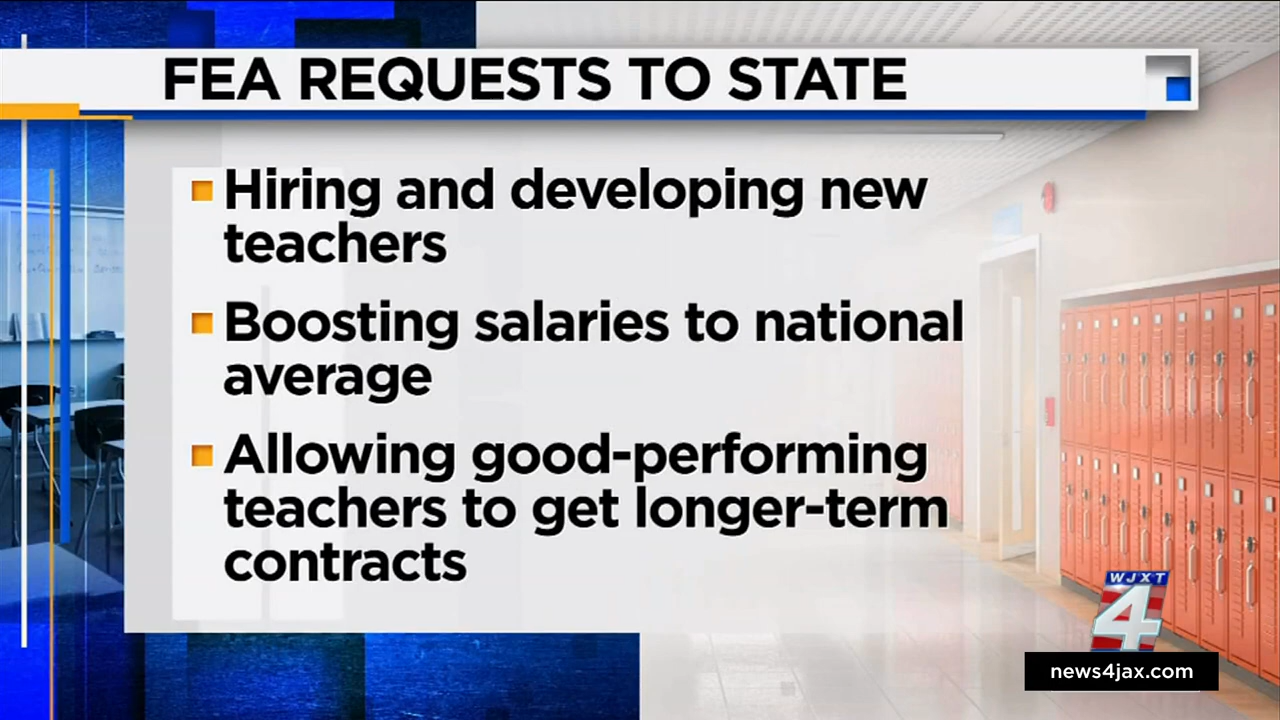 FEA REQUESTS TO STATE
Hiring and developing new
teachers
Boosting salaries to national
average
Allowing good-performing
teachers to get longer-term
contracts
WJXT
4
news4jax.com